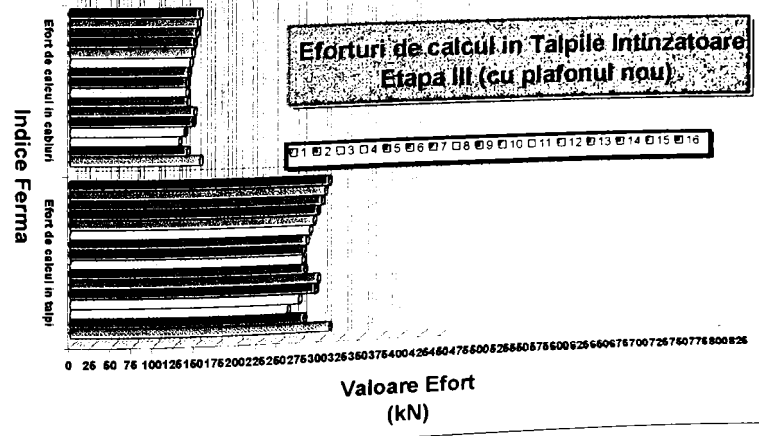 Eforturi de calcul in Talpile Intinzatoare
Etapa III (cu plafonul nou)
1 2 3 4 5 6 7 8 9 10 11 12 13 14 15 16
Indice Ferma
Efort de calcul in cabluri
Efort de calcul in talpi
0 25 50 75 100 125 150 175 200 225 250 275 300 325 350 375 400 425 450 475 500 525 550 575 600 625 650 675 700 725 750 775 800 825
Valoare Efort
(kN)